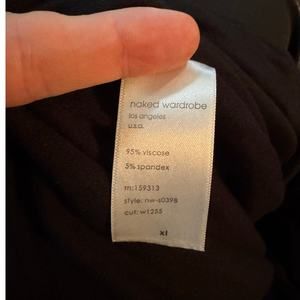 naked wardrobe
los angeles
u.s.a.
95% viscose
5% spandex
rn:159313
style: nw-s0398
cut: w1255
xl